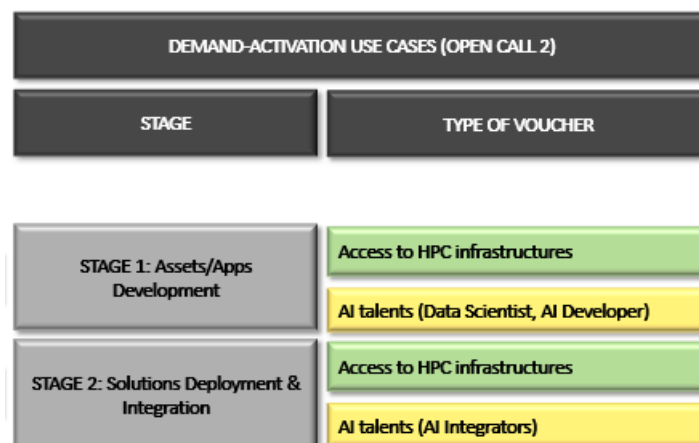 DEMAND-ACTIVATION USE CASES (OPEN CALL 2)
STAGE
TYPE OF VOUCHER
STAGE 1: Assets/Apps
Development
Access to HPC infrastructures
AI talents (Data Scientist, AI Developer)
STAGE 2: Solutions Deployment &
Integration
Access to HPC infrastructures
AI talents (AI Integrators)